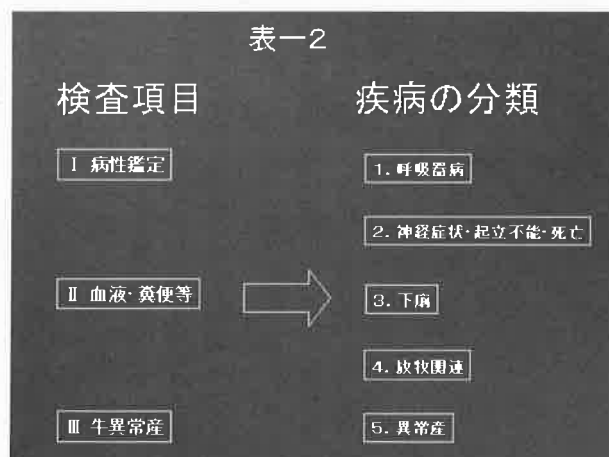 表－2
検査項目
疾病の分類
Ⅰ 病性鑑定
Ⅱ 血液・糞便等
Ⅲ 牛異常産
1. 呼吸器病
2. 神経症状・起立不能・死亡
3. 下痢
4. 放牧関連
5. 異常産